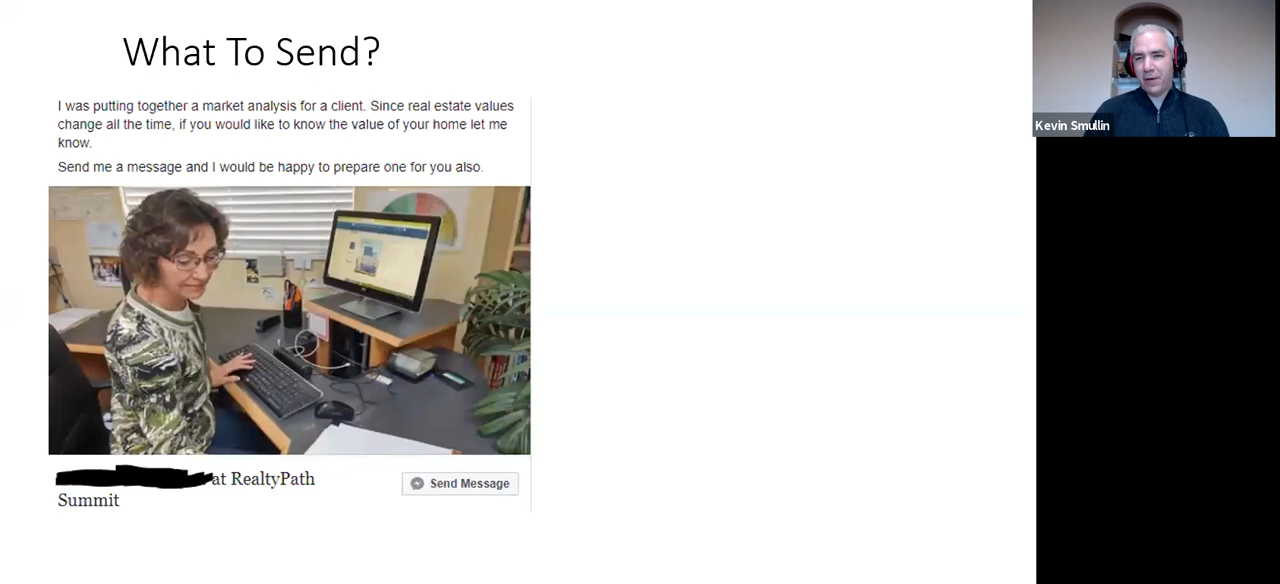 What To Send?
I was putting together a market analysis for a client. Since real estate values
change all the time, if you would like to know the value of your home let me
know.
Send me a message and I would be happy to prepare one for you also.
at RealtyPath
Summit
Send Message
Kevin Smullin